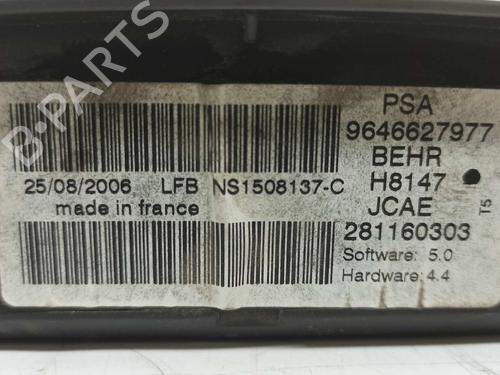 PSA
9646627977
BEHR
25/08/2006 LFB NS1508137-C H8147
made in france JCAE T5
281160303
Software: 5.0
Hardware: 4.4
B-PARTS